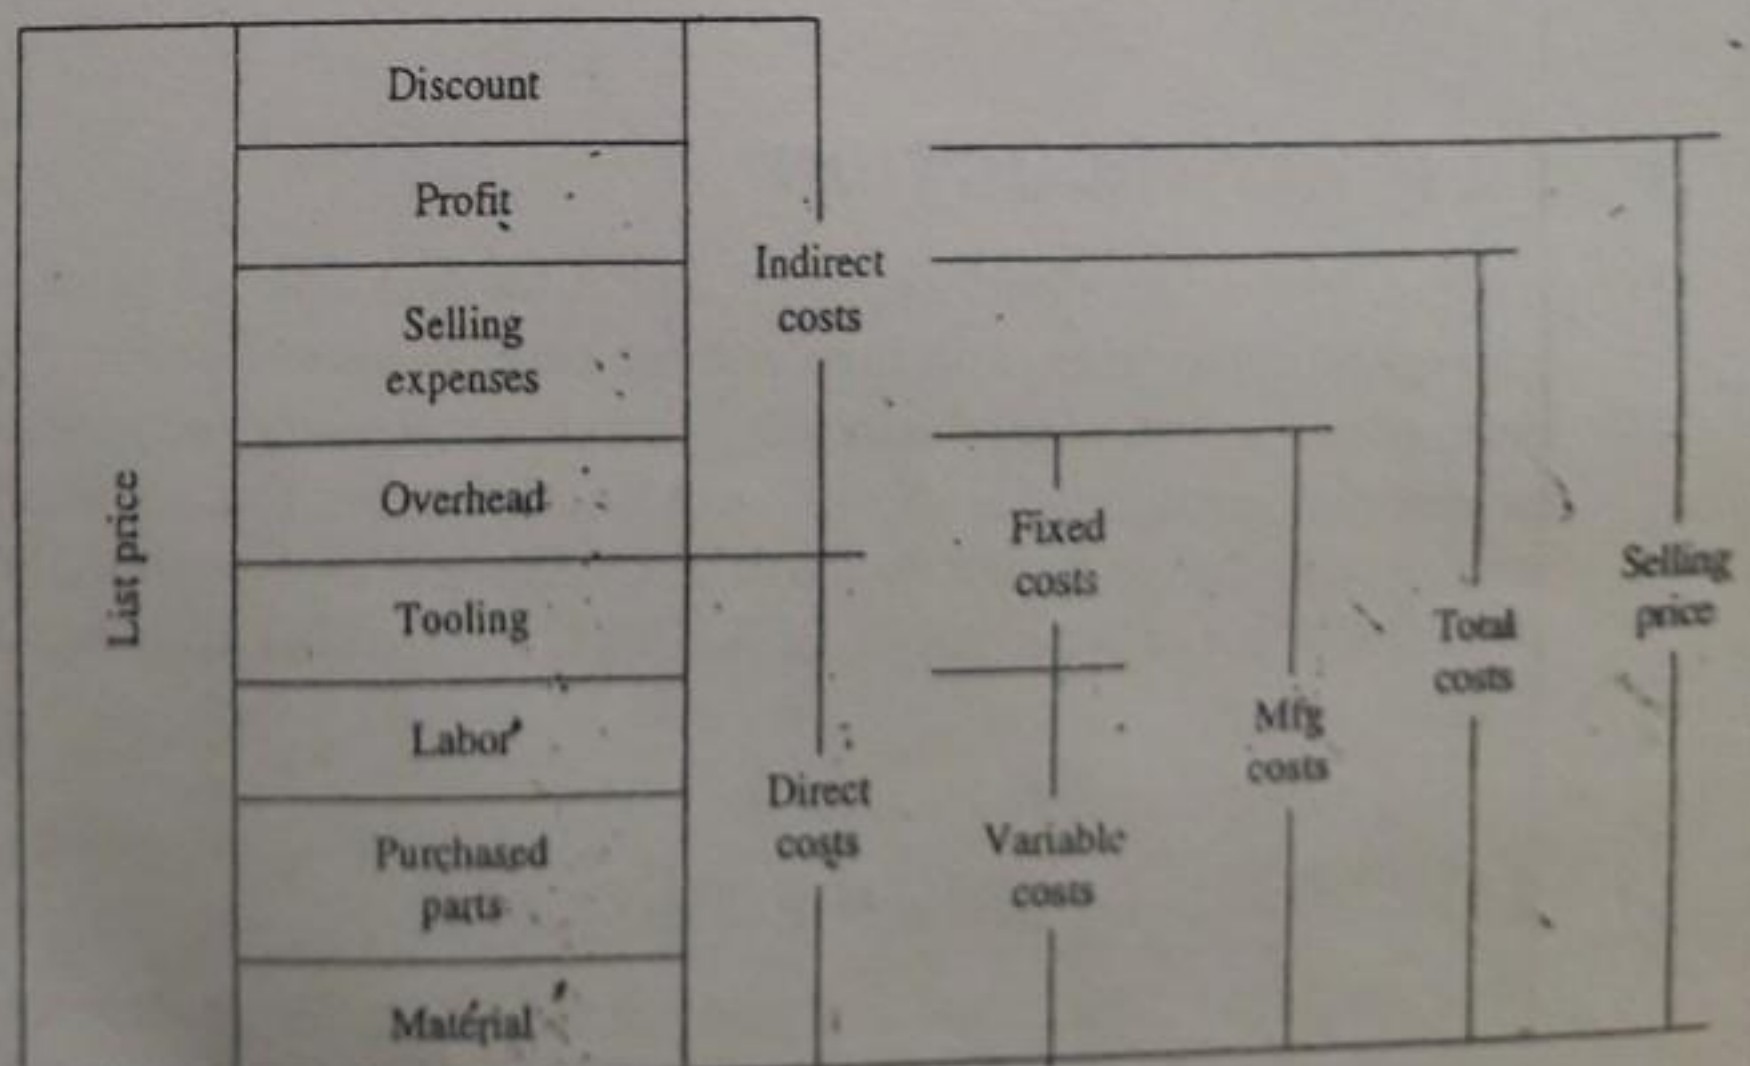 Discount
Profit
Selling
expenses
Overhead
Tooling
Labor
Purchased
parts
Material
List price
Indirect
costs
Direct
costs
Fixed
costs
Variable
costs
Mfg
costs
Total
costs
Selling
price